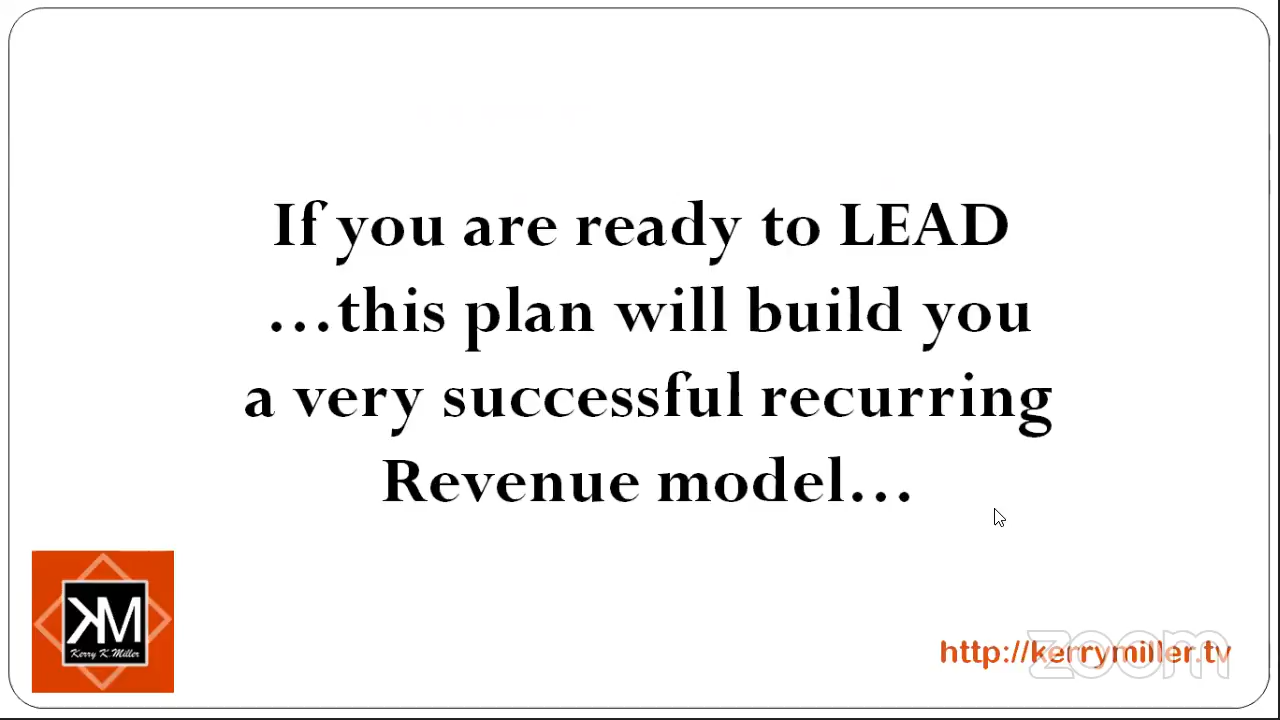 If you are ready to LEAD
…this plan will build you
a very successful recurring
Revenue model…
KM
Kerry K.Miller
http://kerrymiller.tv
zoom